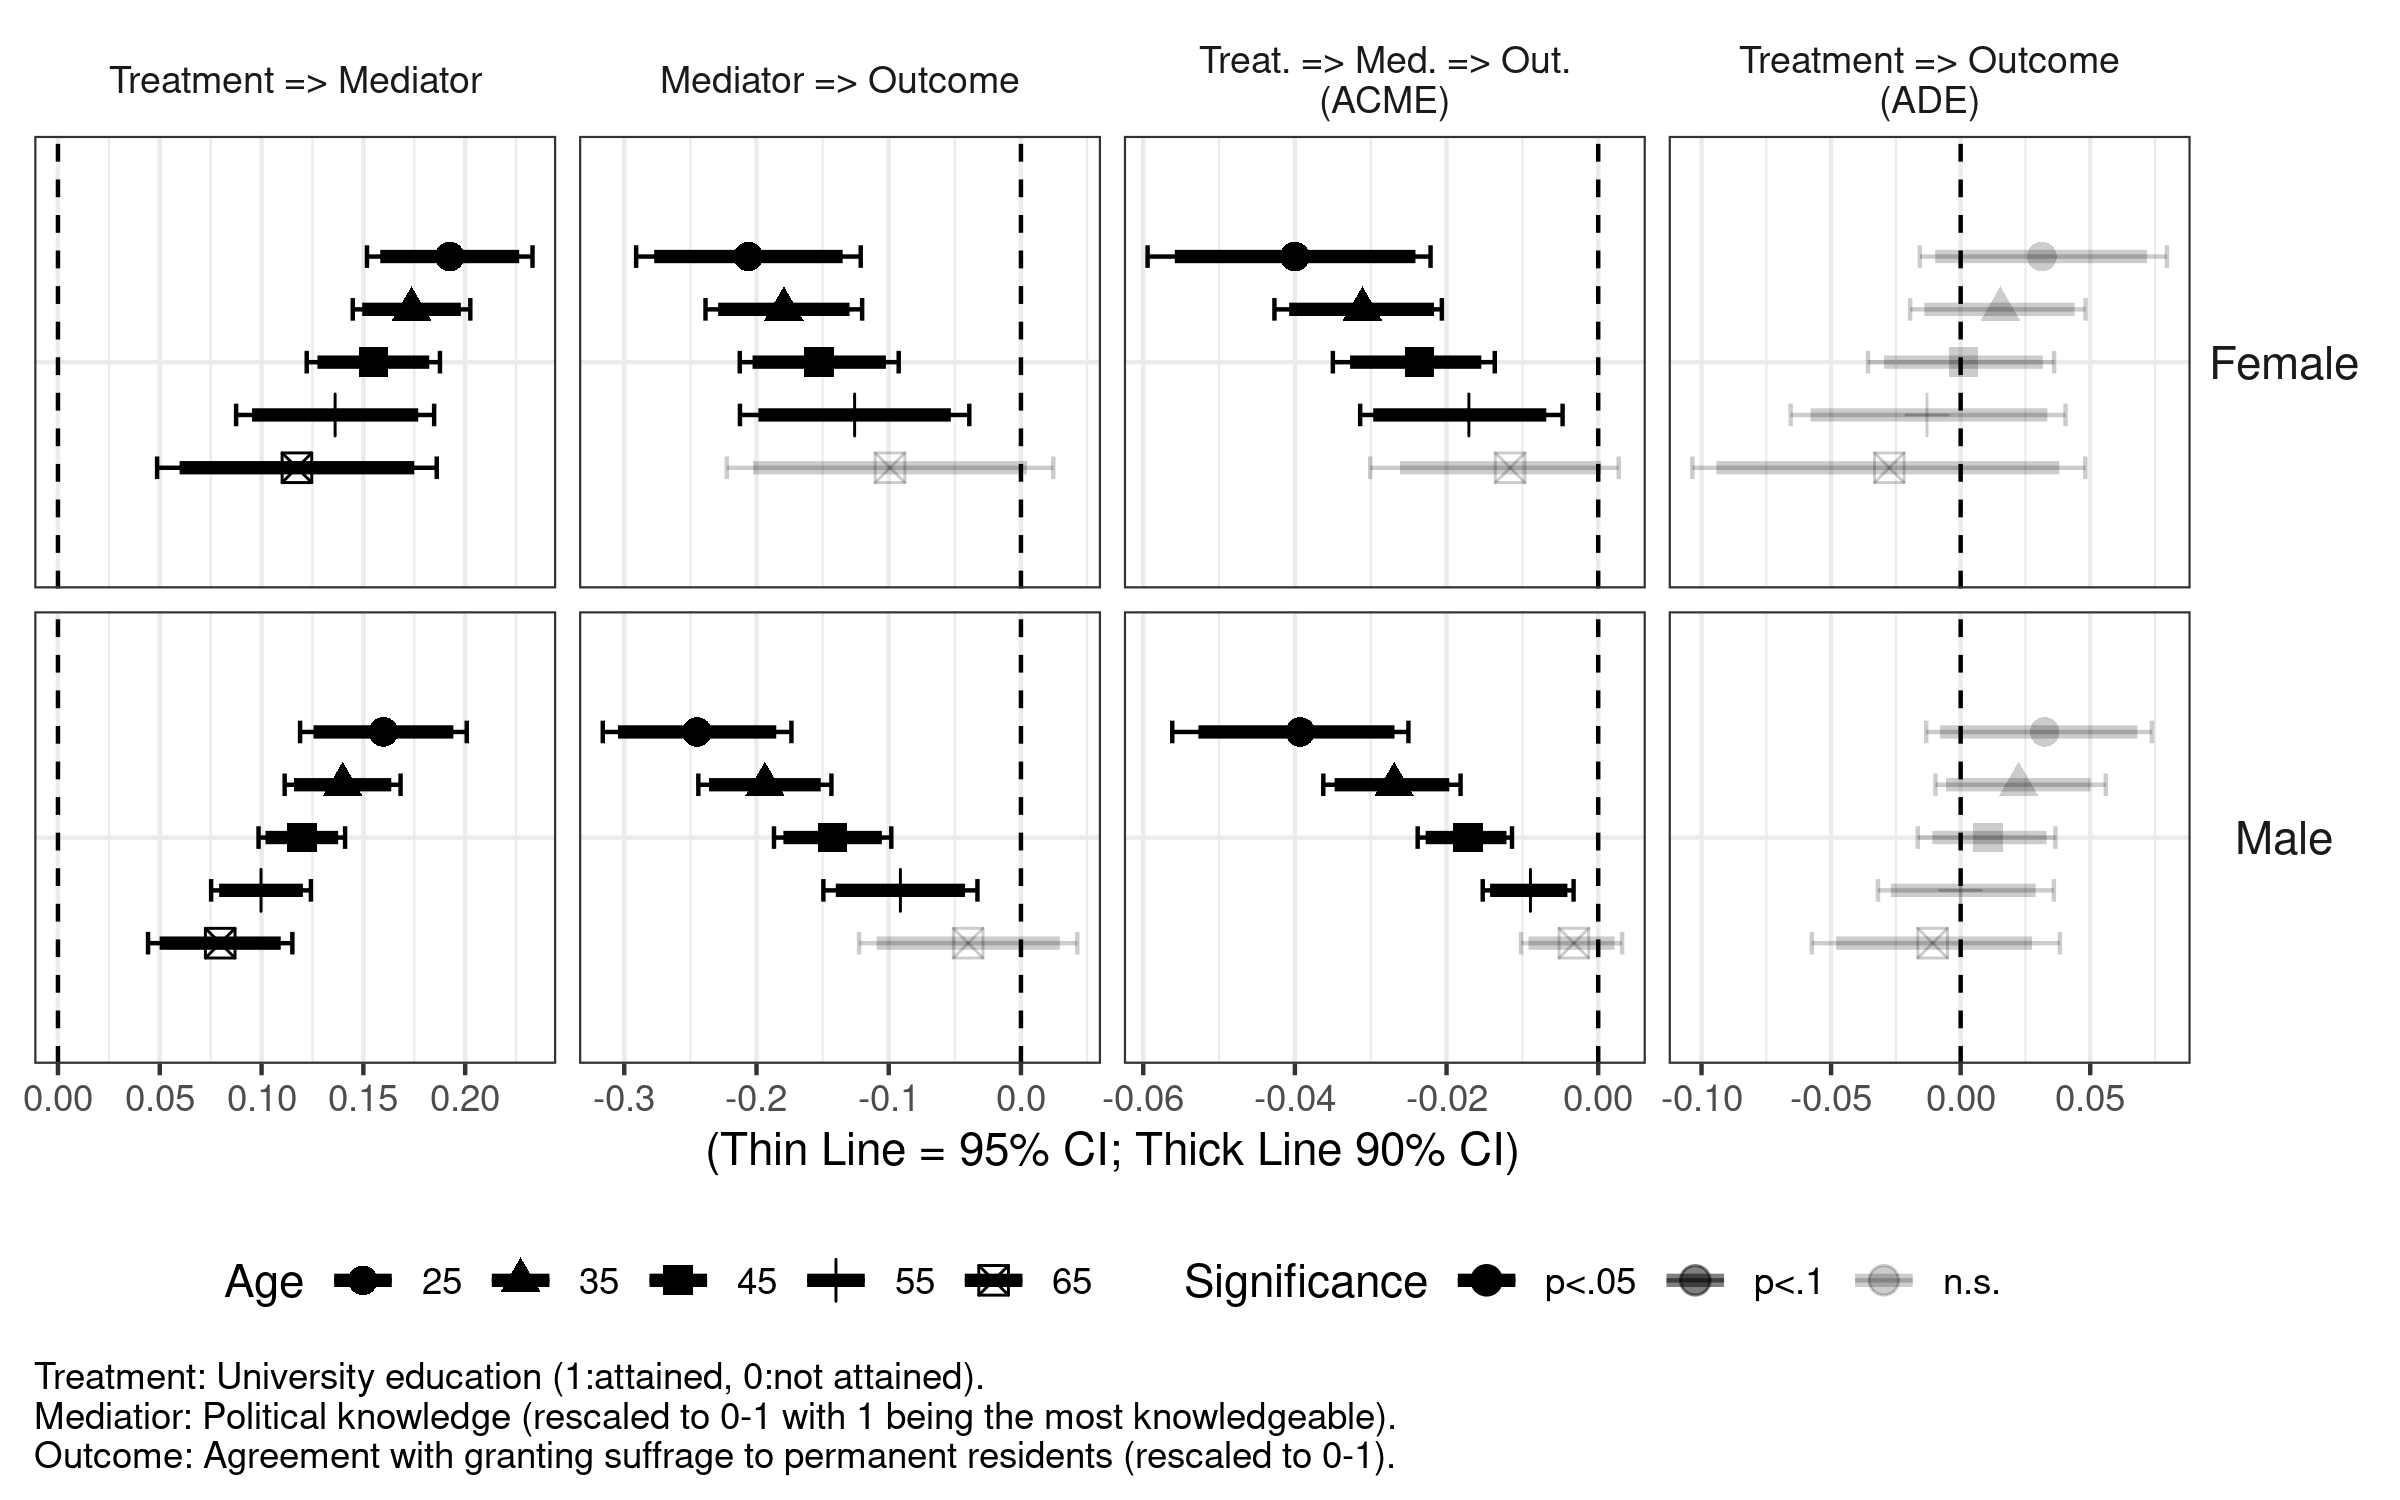 Treatment => Mediator
Mediator => Outcome
Treat. => Med. => Out.
(ACME)
Treatment => Outcome
(ADE)
Female
Male
0.00 0.05 0.10 0.15 0.20
-0.3 -0.2 -0.1 0.0
-0.06 -0.04 -0.02 0.00
-0.10 -0.05 0.00 0.05
(Thin Line = 95% CI; Thick Line 90% CI)
Age 25 35 45 55 65
Significance p<.05 p<.1 n.s.
Treatment: University education (1:attained, 0:not attained).
Mediatior: Political knowledge (rescaled to 0-1 with 1 being the most knowledgeable).
Outcome: Agreement with granting suffrage to permanent residents (rescaled to 0-1).